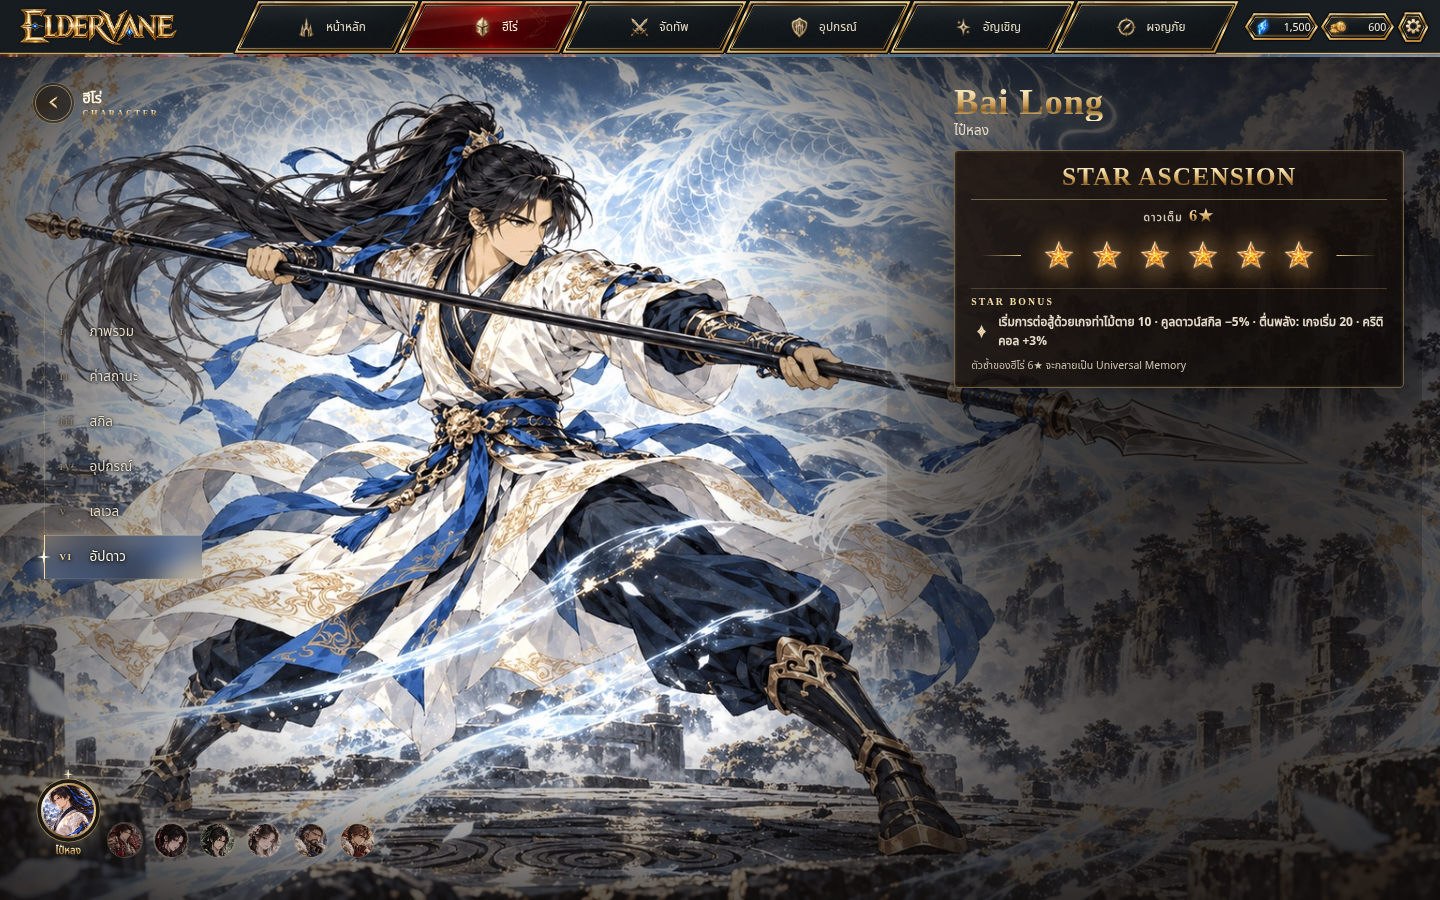 ELDERVANE
หน้าหลัก
ฮีโร่
จัดทัพ
อุปกรณ์
อัญเชิญ
ผจญภัย
1,500
600
ฮีโร่
CHARACTER
Bai Long
ไป๋หลง
STAR ASCENSION
ดาวเต็ม 6★
STAR BONUS
เริ่มการต่อสู้ด้วยเกจท่าไม้ตาย 10 · คูลดาวน์สกิล −5% · ตื่นพลัง: เกจเริ่ม 20 · คริติ
คอล +3%
ตัวซ้ำของฮีโร่ 6★ จะกลายเป็น Universal Memory
ภาพรวม
ค่าสถานะ
III สกิล
IV อุปกรณ์
V เลเวล
VI อัปดาว
ไป๋หลง